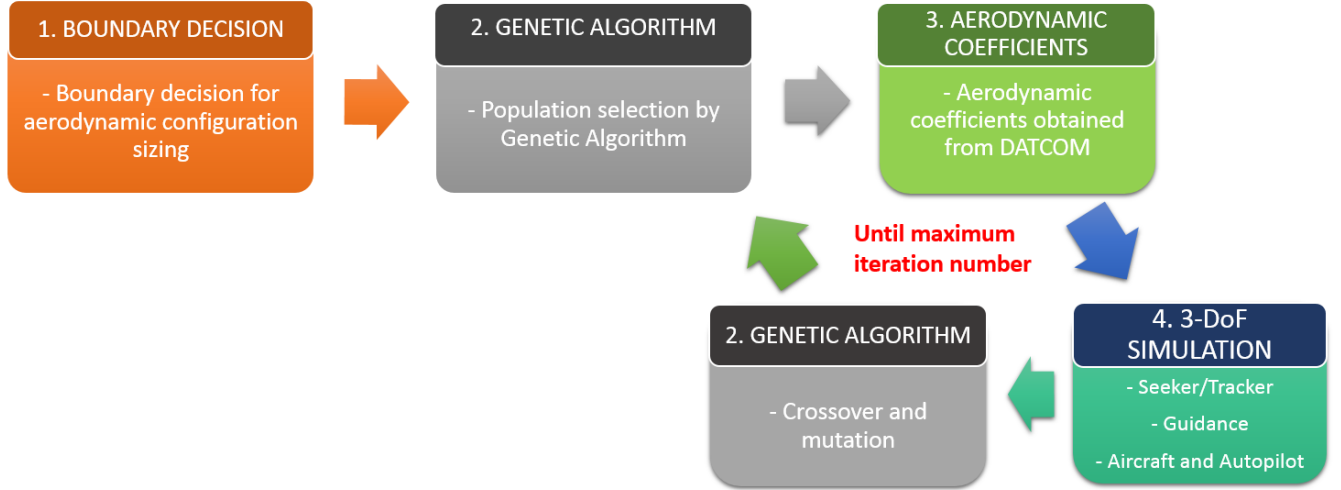 1. BOUNDARY DECISION
- Boundary decision for
aerodynamic configuration
sizing
2. GENETIC ALGORITHM
- Population selection by
Genetic Algorithm
3. AERODYNAMIC
COEFFICIENTS
- Aerodynamic
coefficients obtained
from DATCOM
Until maximum
iteration number
4. 3-DoF
SIMULATION
- Seeker/Tracker
- Guidance
- Aircraft and Autopilot
2. GENETIC ALGORITHM
- Crossover and
mutation